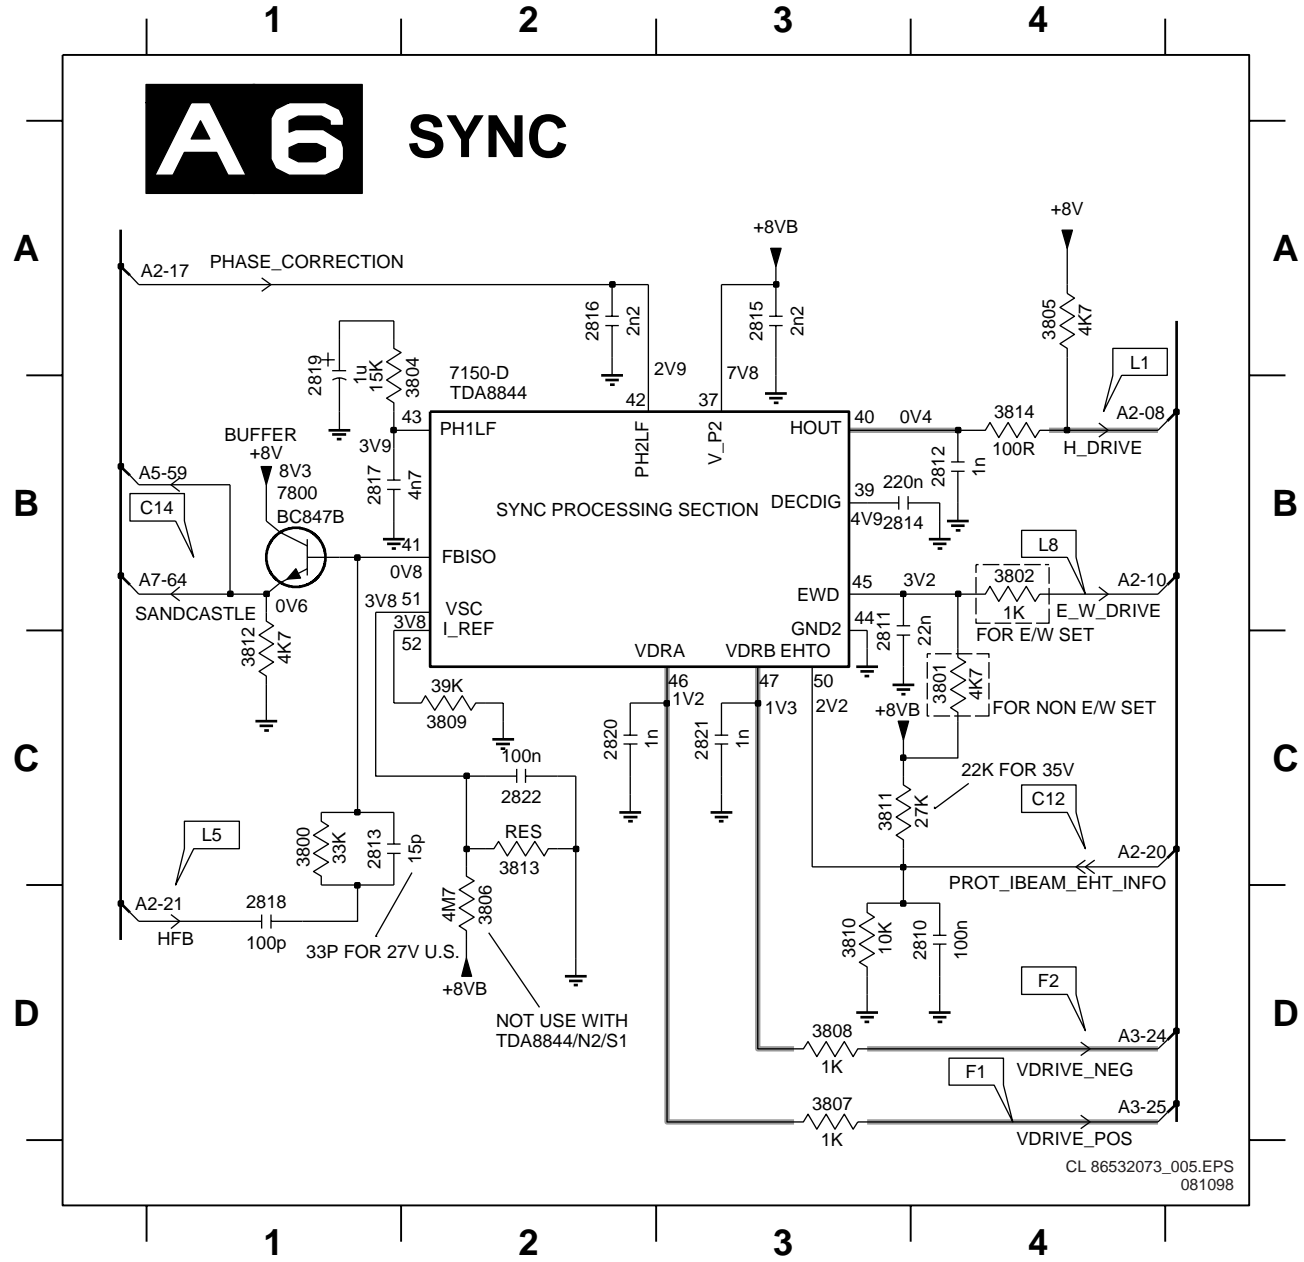 1 2 3 4
A6 SYNC
+8V
+8VB
A A
A2-17 PHASE_CORRECTION
2816 2n2
2815 2n2
3805 4K7
2819 1u 15K 3804
7150-D
TDA8844
2V9
7V8
L1
42 37
43 PH1LF
PH2LF
V_P2
HOUT 40 0V4
3814
100R
A2-08
H_DRIVE
BUFFER
+8V
3V9
2812 1n
8V3
7800
BC847B
A5-59
C14
2817 4n7
B B
SYNC PROCESSING SECTION
DECDIG 39 220n
4V9 2814
41 FBISO
0V8
L8
A7-64
SANDCASTLE
0V6
3V8 51 VSC
3V8 I_REF
52
EWD 45 3V2
3802
1K
A2-10
E_W_DRIVE
FOR E/W SET
GND2 44
2811 22n
3812 4K7
VDRA VDRB EHTO
46 47 50
1V2 1V3 2V2
3801 4K7
FOR NON E/W SET
39K
3809
+8VB
2820 1n
2821 1n
100n
2822
C C
22K FOR 35V
3811 27K
C12
L5
3800 33K 2813 15p
RES
3813
A2-20
PROT_IBEAM_EHT_INFO
A2-21
HFB
2818
100p
4M7 3806
33P FOR 27V U.S.
3810 10K 2810 100n
+8VB
F2
D D
NOT USE WITH
TDA8844/N2/S1
3808
1K
A3-24
VDRIVE_NEG
F1
3807
1K
A3-25
VDRIVE_POS
CL 86532073_005.EPS
081098
1 2 3 4